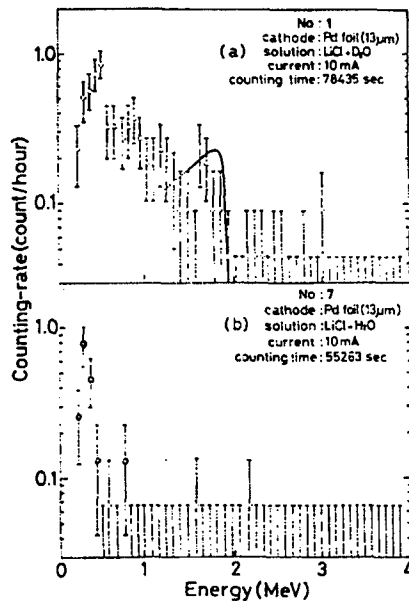 No : 1
cathode: Pd foil (13μm)
(a) solution: LiCl+D₂O
current: 10 mA
counting time: 78435 sec
1.0
0.1
Counting-rate (count/hour)
No : 7
cathode: Pd foil (13μm)
(b) solution: LiCl+H₂O
current: 10mA
counting time: 55263 sec
1.0
0.1
0 1 2 3 4
Energy (MeV)